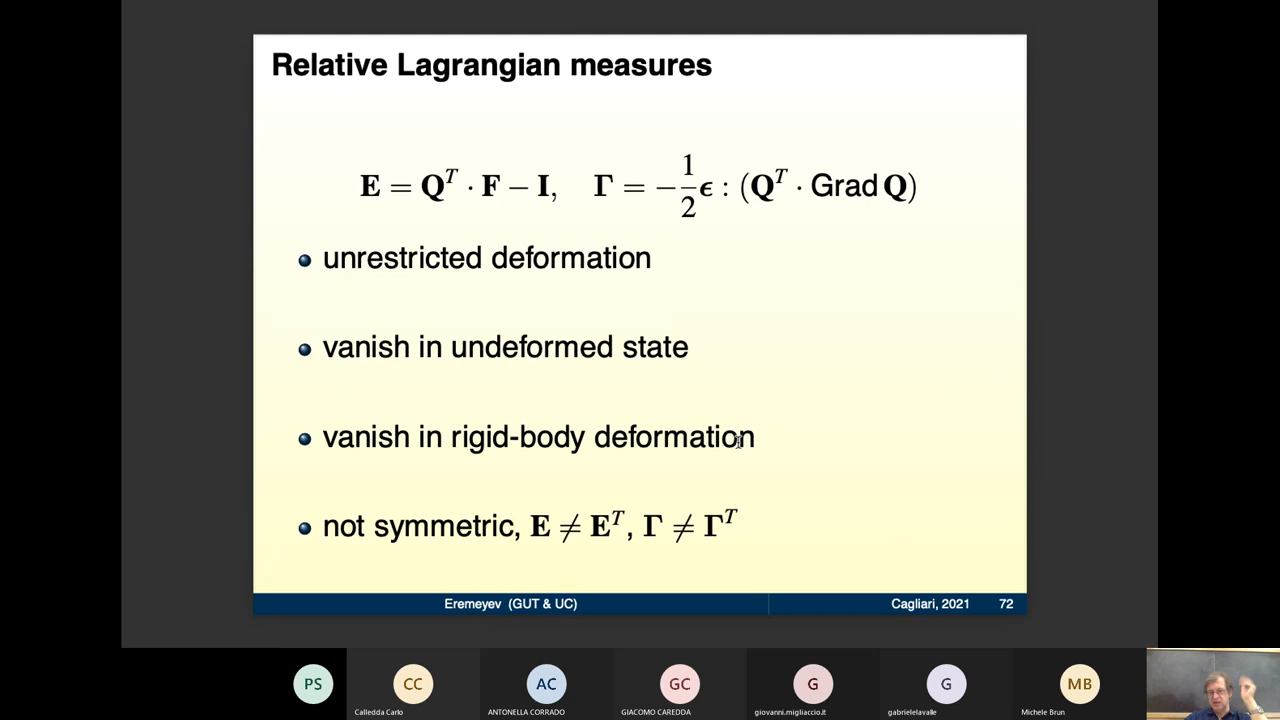 Relative Lagrangian measures
E = Q^T · F − I, Γ = −1/2 ϵ : (Q^T · Grad Q)
unrestricted deformation
vanish in undeformed state
vanish in rigid-body deformation
not symmetric, E ≠ E^T, Γ ≠ Γ^T
Eremeyev (GUT & UC) Cagliari, 2021 72
PS CC AC GC G G MB
Calledda Carlo ANTONELLA CORRADO GIACOMO CAREDDA giovanni.migliaccio.it gabrielelavalle Michele Brun